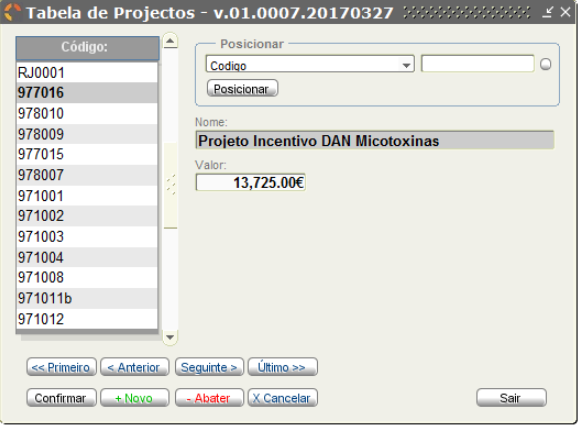 Tabela de Projectos - v.01.0007.20170327
Código:
RJ0001
977016
978010
978009
977015
978007
971001
971002
971003
971004
971008
971011b
971012
Posicionar
Codigo
Posicionar
Nome:
Projeto Incentivo DAN Micotoxinas
Valor:
13,725.00€
<< Primeiro < Anterior Seguinte > Último >>
Confirmar + Novo - Abater X Cancelar Sair